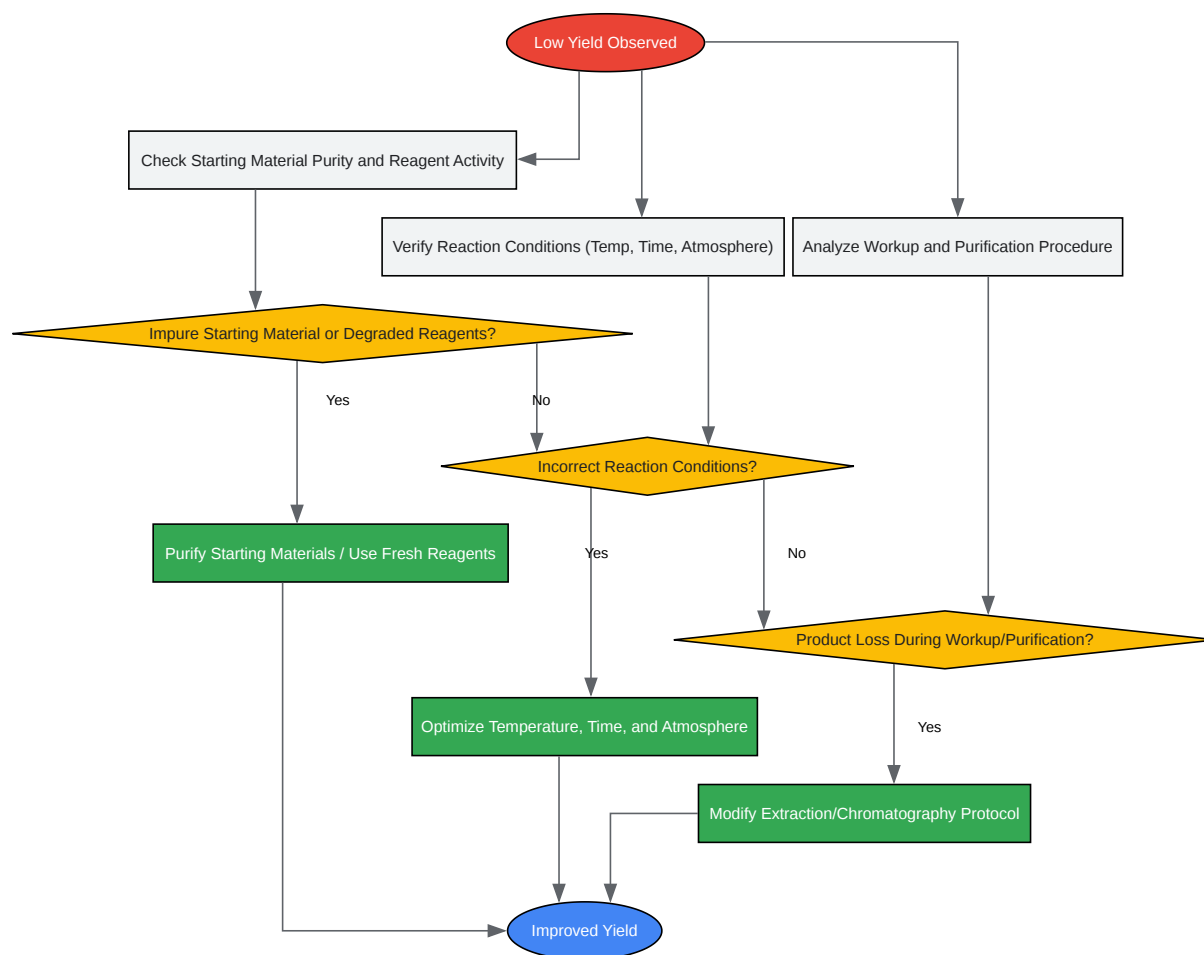 Low Yield Observed
Check Starting Material Purity and Reagent Activity
Verify Reaction Conditions (Temp, Time, Atmosphere)
Analyze Workup and Purification Procedure
Impure Starting Material or Degraded Reagents?
Yes
No
Incorrect Reaction Conditions?
Purify Starting Materials / Use Fresh Reagents
Yes
No
Product Loss During Workup/Purification?
Optimize Temperature, Time, and Atmosphere
Yes
Modify Extraction/Chromatography Protocol
Improved Yield